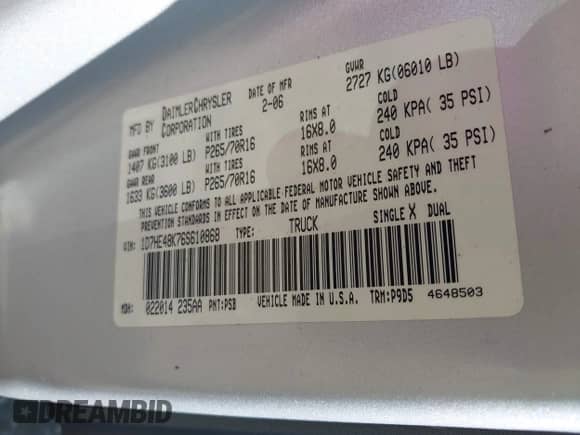 MFD BY DAIMLERCHRYSLER CORPORATION DATE OF MFR 2-06 GVWR 2727 KG(06010 LB)
GAWR FRONT WITH TIRES RIMS AT COLD
1407 KG(3100 LB) P265/70R16 16X8.0 240 KPA( 35 PSI)
GAWR REAR WITH TIRES RIMS AT COLD
1633 KG(3600 LB) P265/70R16 16X8.0 240 KPA( 35 PSI)
THIS VEHICLE CONFORMS TO ALL APPLICABLE FEDERAL MOTOR VEHICLE SAFETY AND THEFT
PREVENTION STANDARDS IN EFFECT ON THE DATE OF MANUFACTURE SHOWN ABOVE.
VIN: 1D7HE48K76S610868 TYPE: TRUCK SINGLE X DUAL
MDH: 022014 235AA PNT:PSB VEHICLE MADE IN U.S.A. TRM:P9D5 4648503
DREAMBID